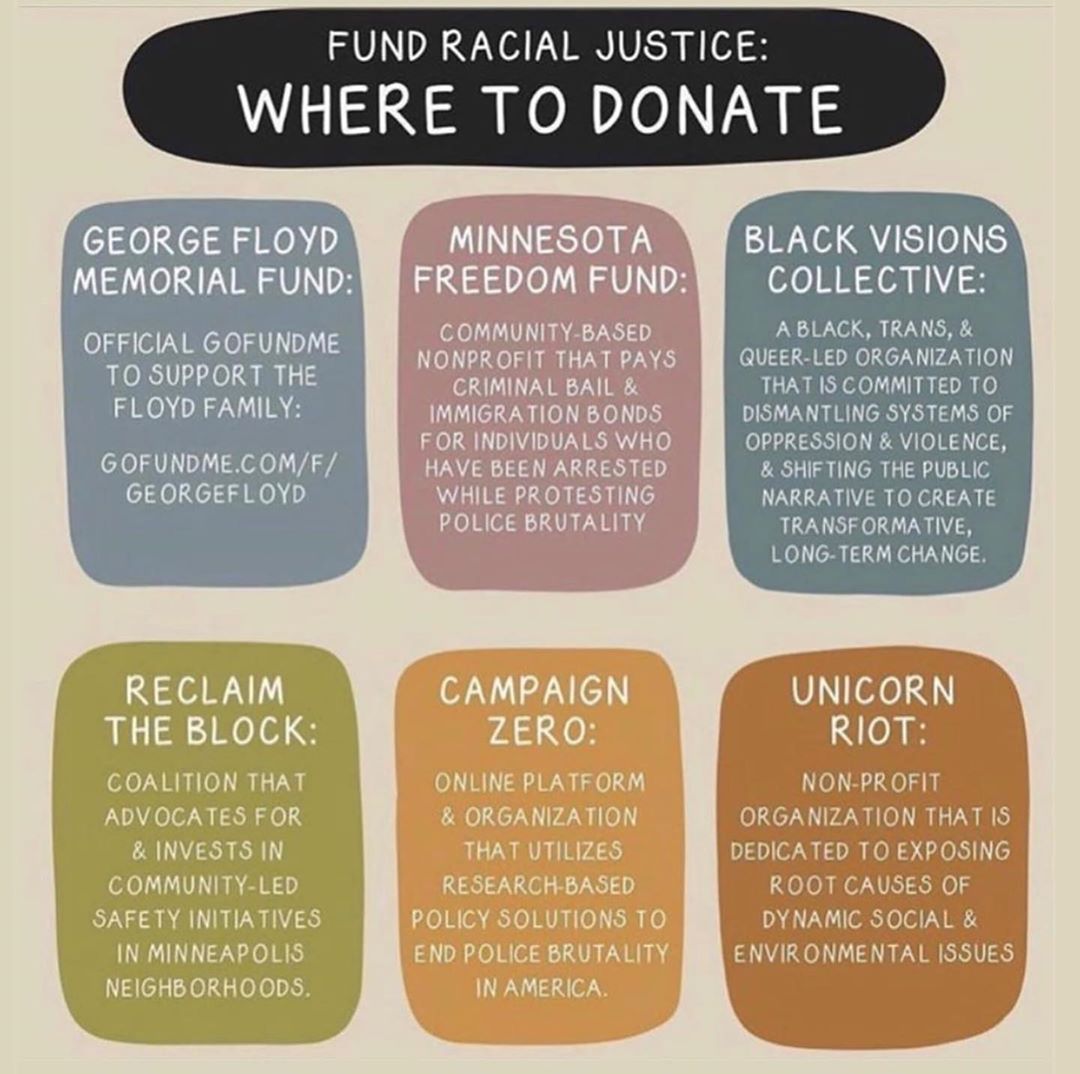 FUND RACIAL JUSTICE:
WHERE TO DONATE
GEORGE FLOYD
MEMORIAL FUND:
OFFICIAL GOFUNDME
TO SUPPORT THE
FLOYD FAMILY:
GOFUNDME.COM/F/
GEORGEFLOYD
MINNESOTA
FREEDOM FUND:
COMMUNITY-BASED
NONPROFIT THAT PAYS
CRIMINAL BAIL &
IMMIGRATION BONDS
FOR INDIVIDUALS WHO
HAVE BEEN ARRESTED
WHILE PROTESTING
POLICE BRUTALITY
BLACK VISIONS
COLLECTIVE:
A BLACK, TRANS, &
QUEER-LED ORGANIZATION
THAT IS COMMITTED TO
DISMANTLING SYSTEMS OF
OPPRESSION & VIOLENCE,
& SHIFTING THE PUBLIC
NARRATIVE TO CREATE
TRANSFORMATIVE,
LONG-TERM CHANGE.
RECLAIM
THE BLOCK:
COALITION THAT
ADVOCATES FOR
& INVESTS IN
COMMUNITY-LED
SAFETY INITIATIVES
IN MINNEAPOLIS
NEIGHBORHOODS.
CAMPAIGN
ZERO:
ONLINE PLATFORM
& ORGANIZATION
THAT UTILIZES
RESEARCH-BASED
POLICY SOLUTIONS TO
END POLICE BRUTALITY
IN AMERICA.
UNICORN
RIOT:
NON-PROFIT
ORGANIZATION THAT IS
DEDICATED TO EXPOSING
ROOT CAUSES OF
DYNAMIC SOCIAL &
ENVIRONMENTAL ISSUES